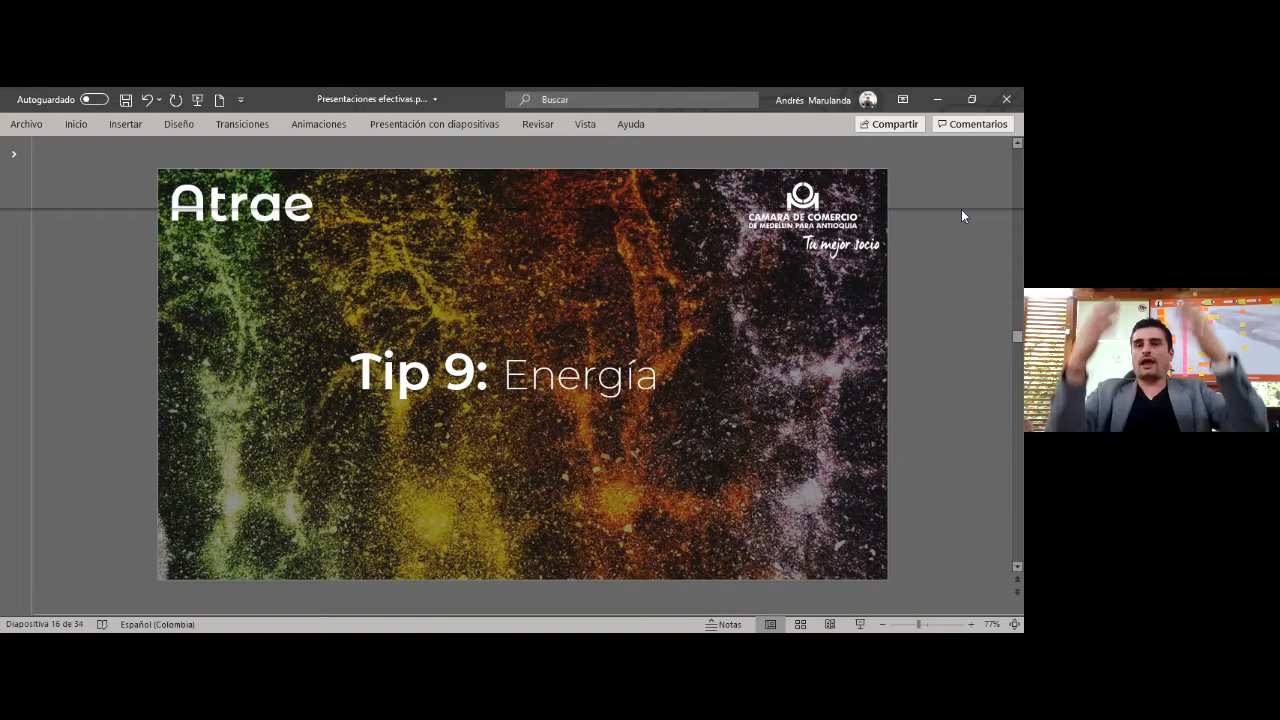 Autoguardado
Presentaciones efectivas.p...
Buscar
Andrés Marulanda
Archivo Inicio Insertar Diseño Transiciones Animaciones Presentación con diapositivas Revisar Vista Ayuda Compartir Comentarios
Atrae
CAMARA DE COMERCIO
DE MEDELLIN PARA ANTIOQUIA
Tu mejor socio
Tip 9: Energía
Diapositiva 16 de 34 Español (Colombia) Notas 77%